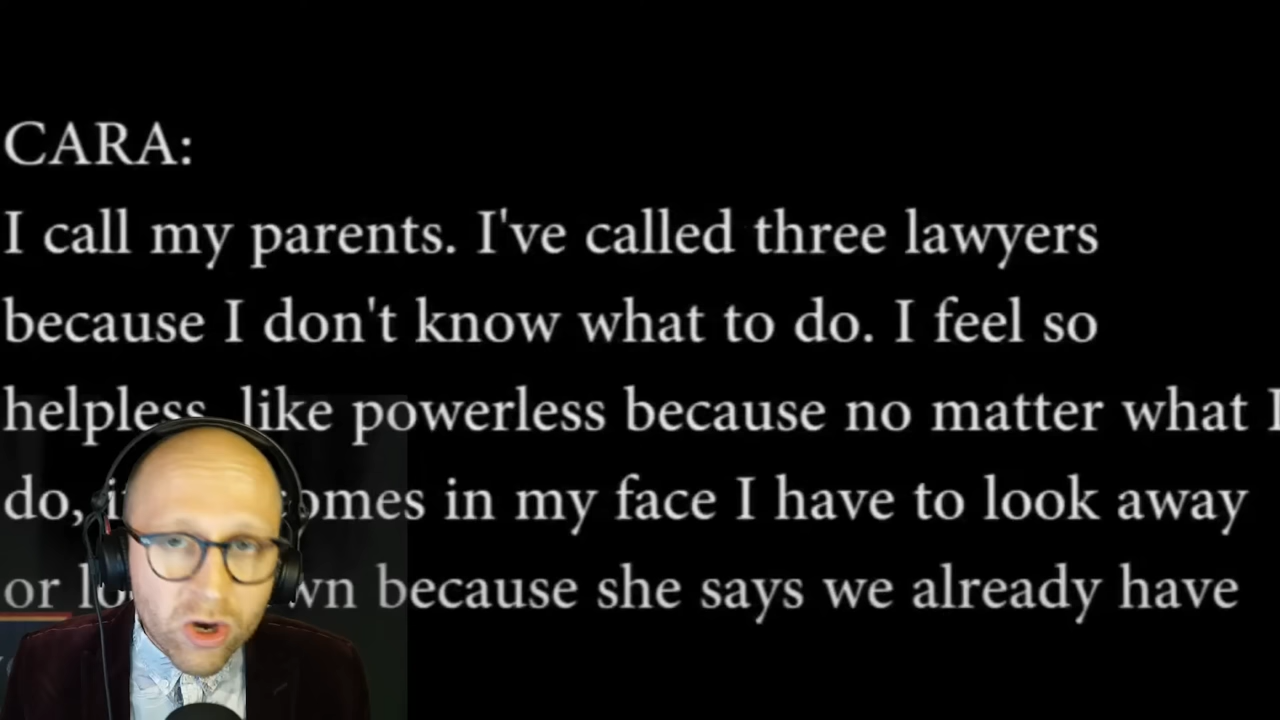 CARA:
I call my parents. I've called three lawyers
because I don't know what to do. I feel so
helpless, like powerless because no matter what I
do, in my face I have to look away
or because she says we already have